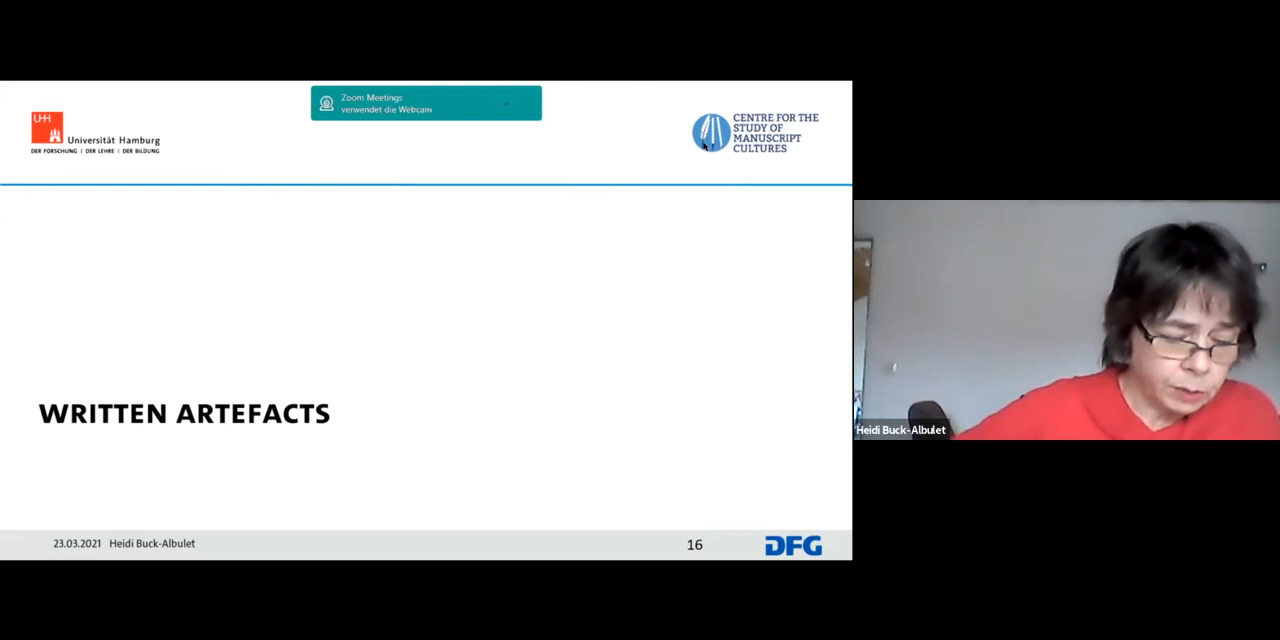 Zoom Meetings
verwendet die Webcam
UH
Universität Hamburg
DER FORSCHUNG | DER LEHRE | DER BILDUNG
CENTRE FOR THE
STUDY OF
MANUSCRIPT
CULTURES
WRITTEN ARTEFACTS
Heidi Buck-Albulet
23.03.2021 Heidi Buck-Albulet
16
DFG